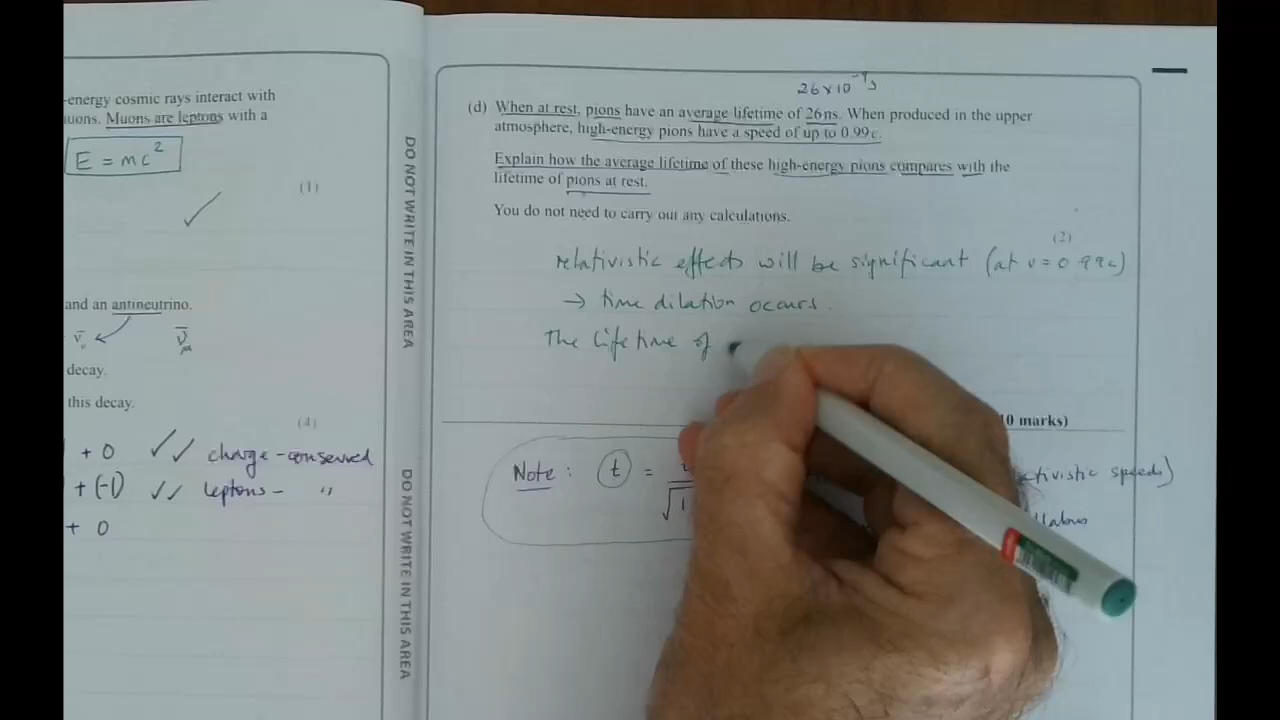 -energy cosmic rays interact with
uons. Muons are leptons with a
E = mc²
(1)
and an antineutrino.
decay.
this decay.
(4)
+ 0 ✓✓ charge - conserved
+ (-1) ✓✓ leptons - "
+ 0
DO NOT WRITE IN THIS AREA
DO NOT WRITE IN THIS AREA
26 × 10⁻⁹ s
(d) When at rest, pions have an average lifetime of 26ns. When produced in the upper
atmosphere, high-energy pions have a speed of up to 0.99c.
Explain how the average lifetime of these high-energy pions compares with the
lifetime of pions at rest.
You do not need to carry out any calculations.
(2)
relativistic effects will be significant (at v = 0.99c)
→ time dilation occurs.
The lifetime of
0 marks)
Note: t =
√1
ctivistic speeds)